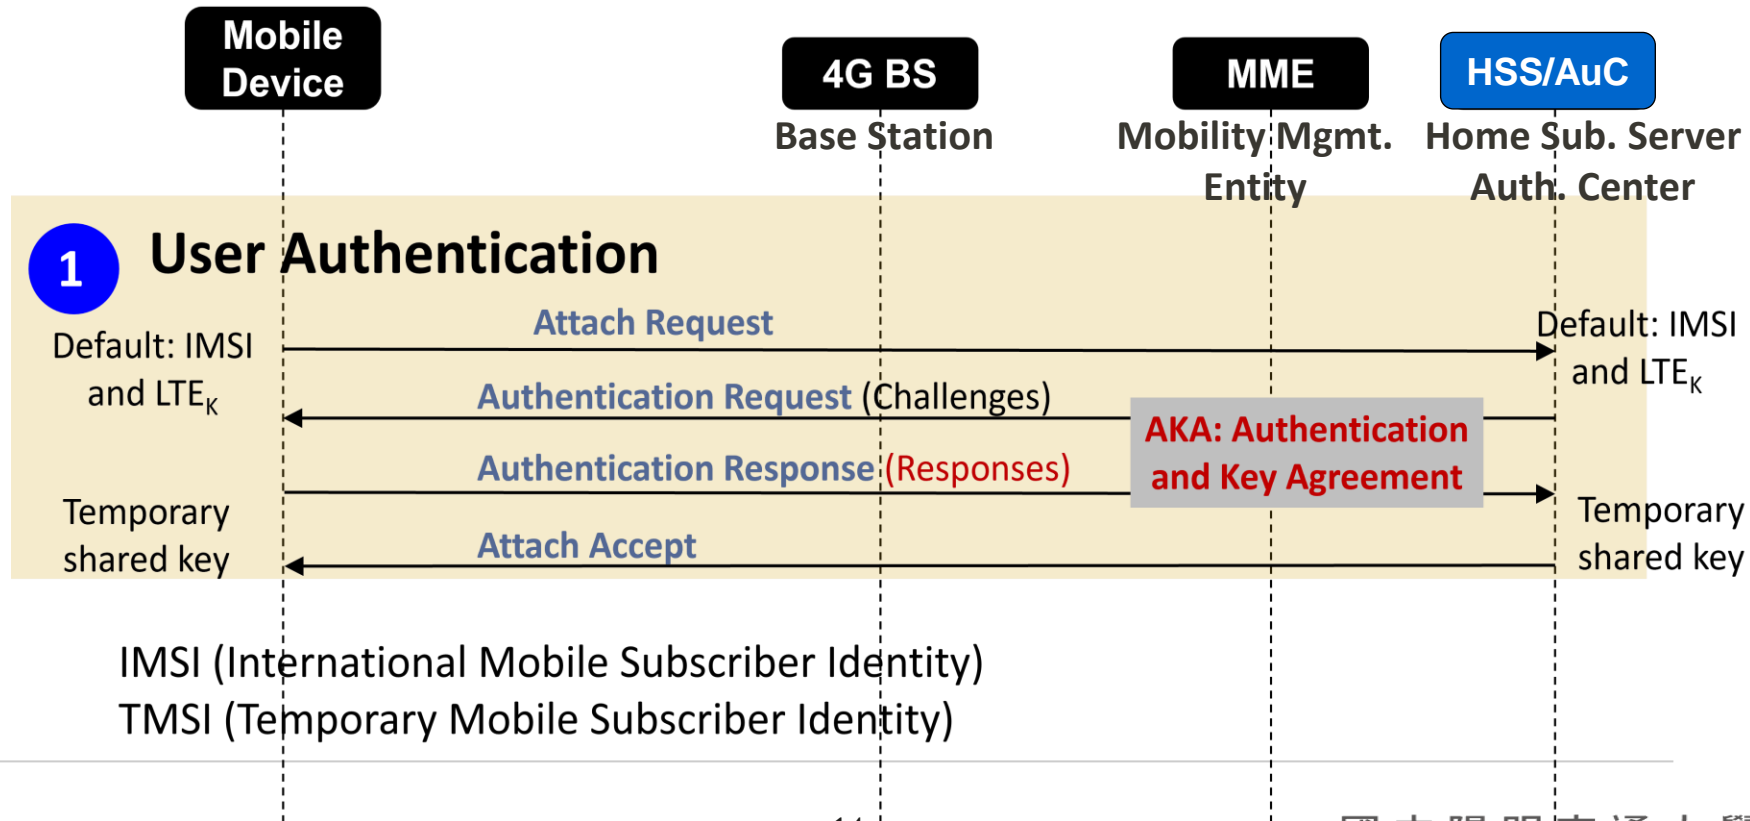 Mobile
Device
4G BS
MME
HSS/AuC
Base Station
Mobility Mgmt.
Entity
Home Sub. Server
Auth. Center
1
User Authentication
Attach Request
Default: IMSI
and LTEK
Default: IMSI
and LTEK
Authentication Request (Challenges)
AKA: Authentication
and Key Agreement
Authentication Response (Responses)
Temporary
shared key
Temporary
shared key
Attach Accept
IMSI (International Mobile Subscriber Identity)
TMSI (Temporary Mobile Subscriber Identity)